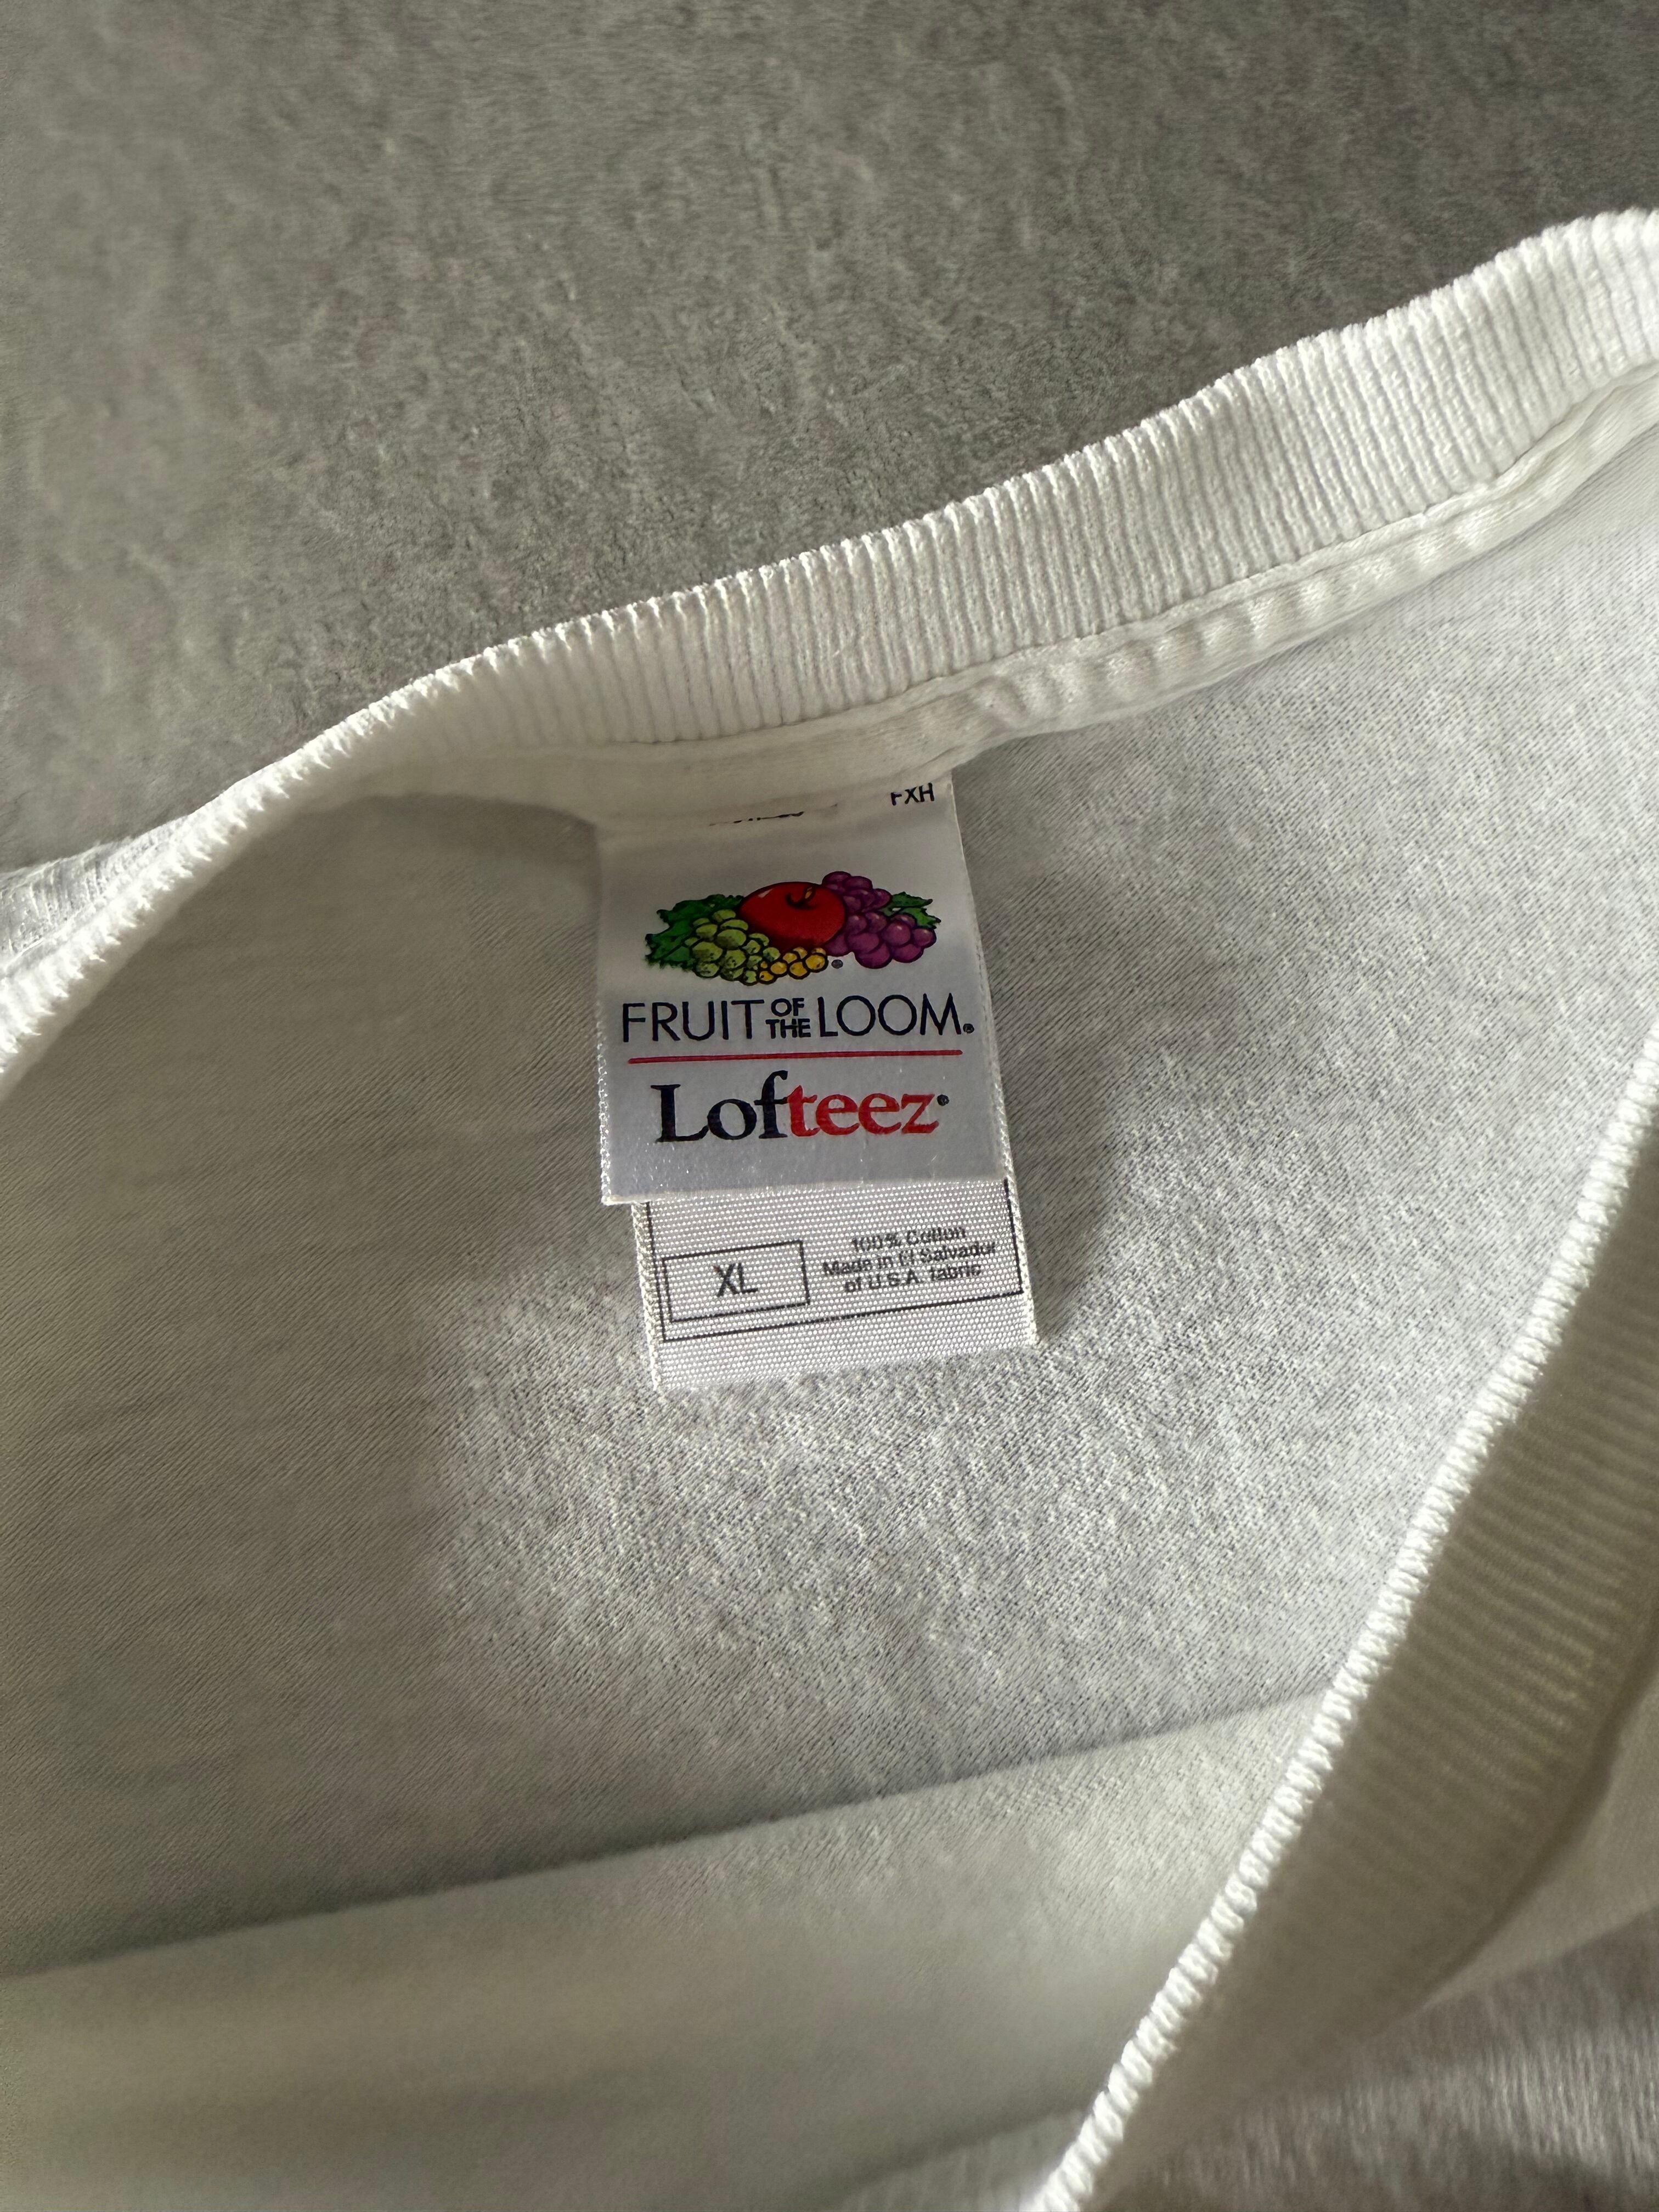 FXH
FRUIT OF THE LOOM®
Lofteez
XL
100% Cotton
Made in El Salvador
of U.S.A. fabric